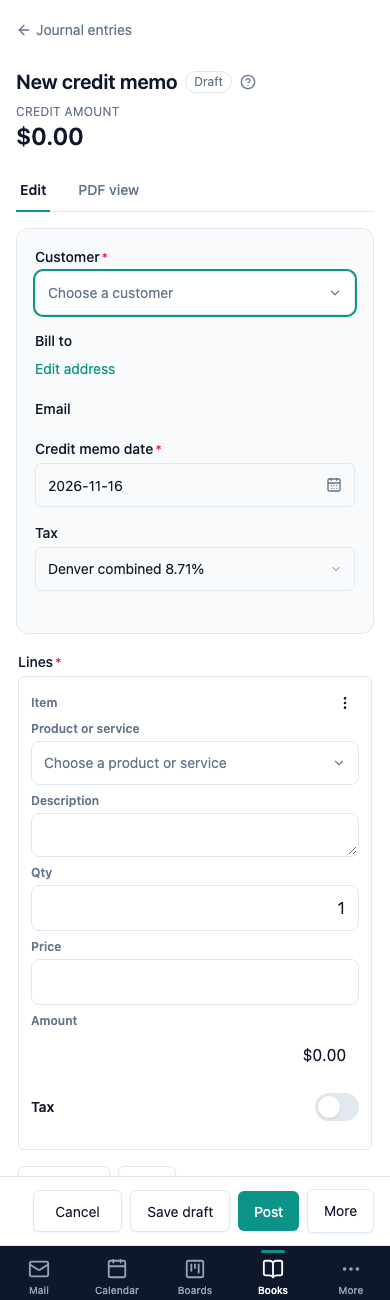 Journal entries
New credit memo Draft
CREDIT AMOUNT
$0.00
Edit PDF view
Customer*
Choose a customer
Bill to
Edit address
Email
Credit memo date*
2026-11-16
Tax
Denver combined 8.71%
Lines*
Item
Product or service
Choose a product or service
Description
Qty
1
Price
Amount
$0.00
Tax
Cancel Save draft Post More
Mail Calendar Boards Books More